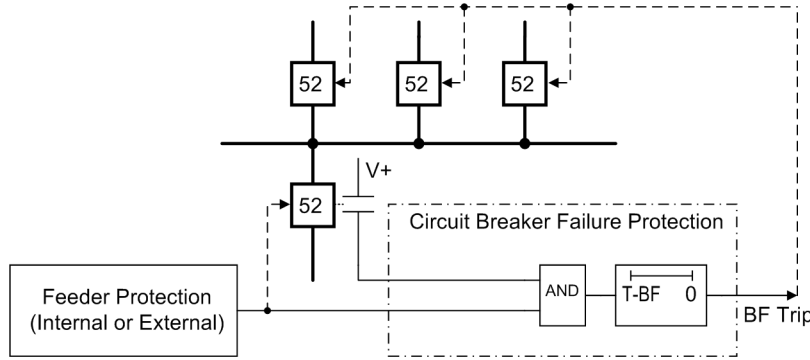 52
52
52
V+
52
Circuit Breaker Failure Protection
Feeder Protection
(Internal or External)
AND
T-BF 0
BF Trip